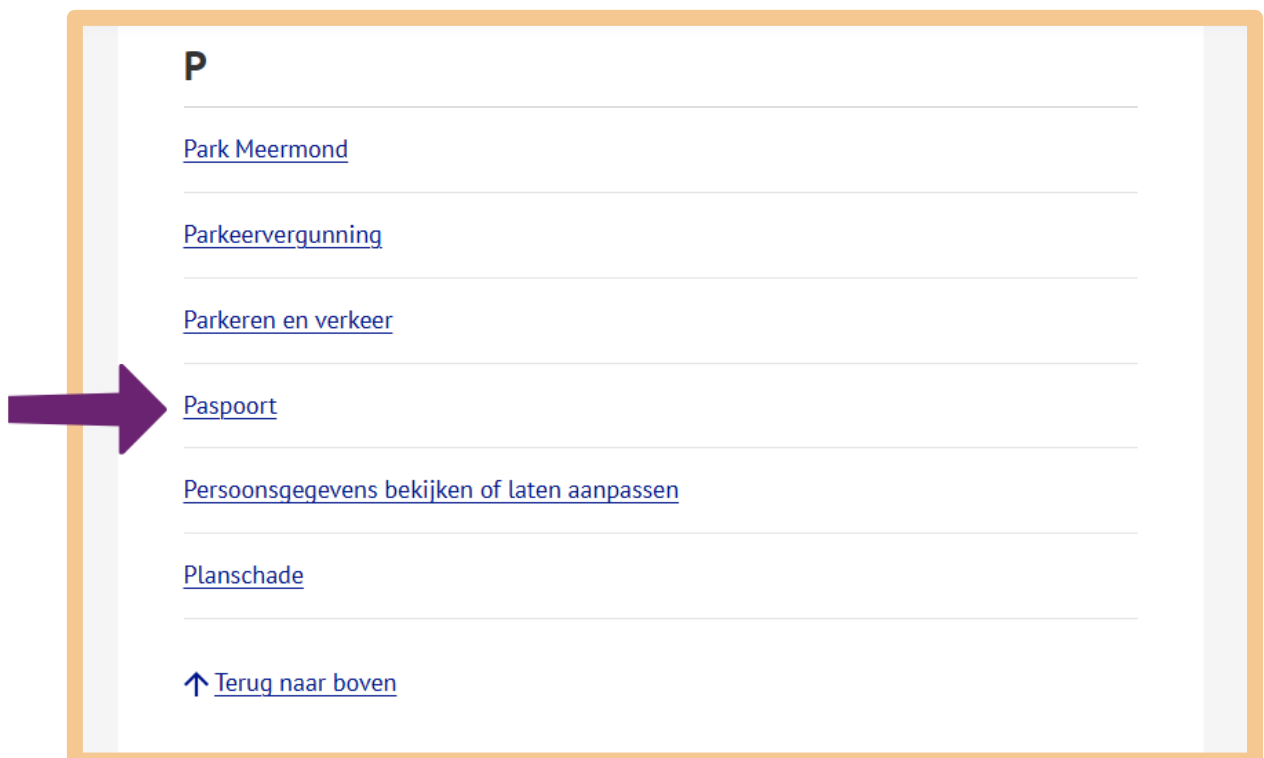 P
Park Meermond
Parkeervergunning
Parkeren en verkeer
Paspoort
Persoonsgegevens bekijken of laten aanpassen
Planschade
Terug naar boven